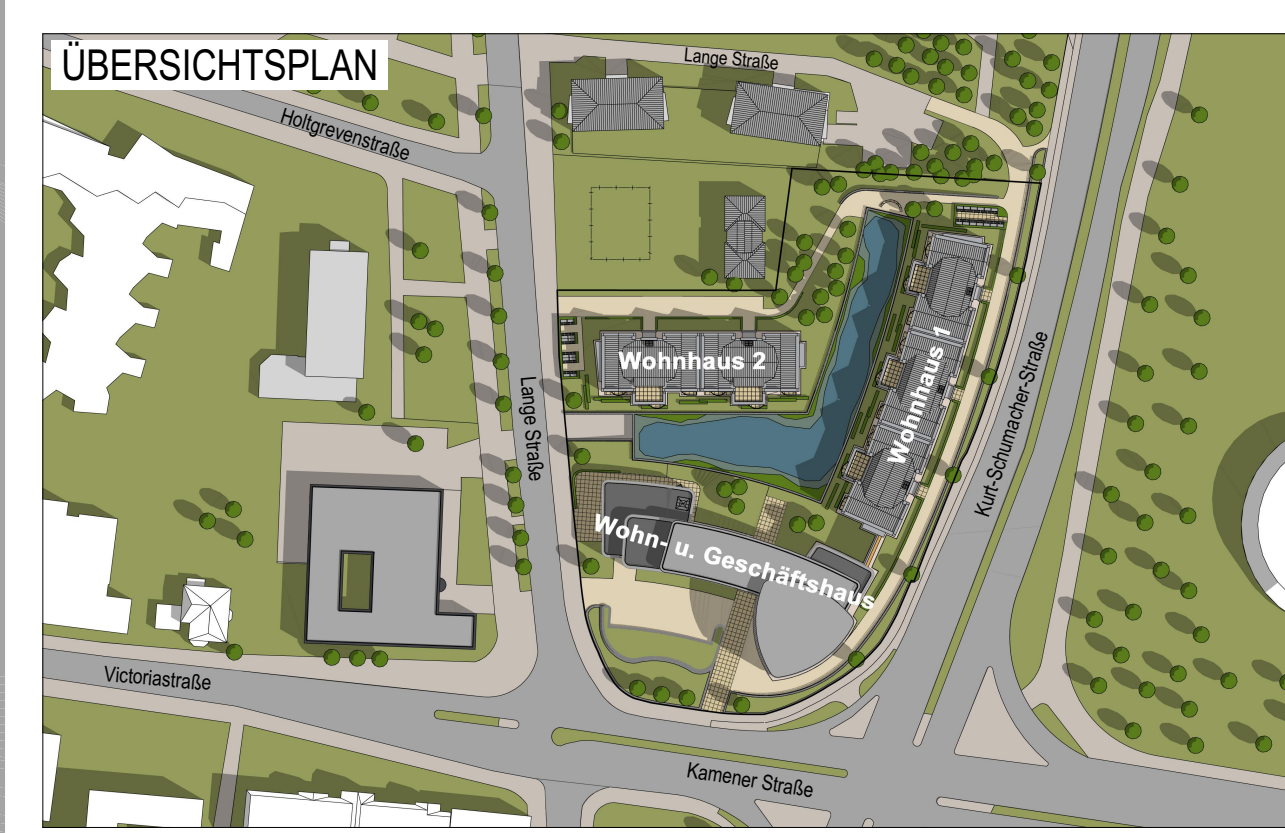 ÜBERSICHTSPLAN
Lange Straße
Holtgrevenstraße
Wohnhaus 2
Wohnhaus 1
Kurt-Schumacher-Straße
Lange Straße
Wohn- u. Geschäftshaus
Victoriastraße
Kamener Straße